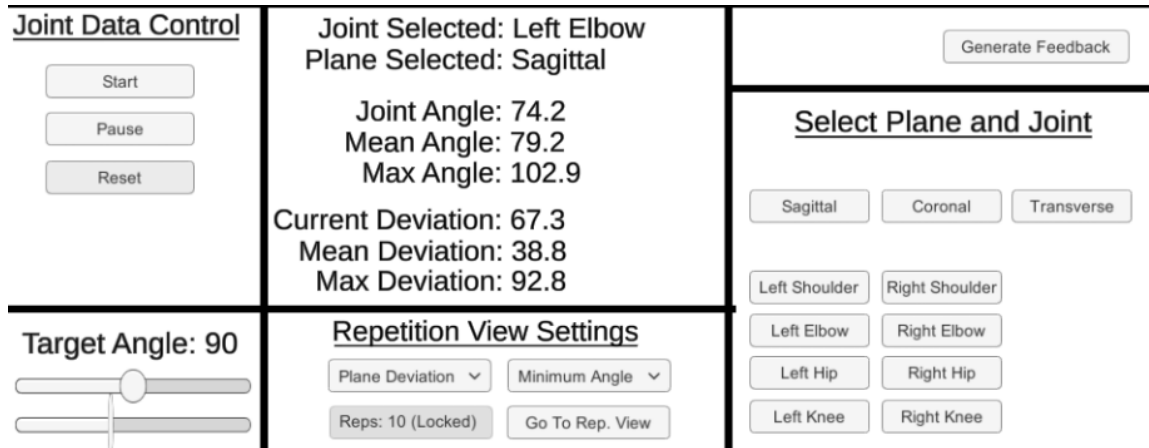 Joint Data Control
Start
Pause
Reset
Joint Selected: Left Elbow
Plane Selected: Sagittal
Joint Angle: 74.2
Mean Angle: 79.2
Max Angle: 102.9
Current Deviation: 67.3
Mean Deviation: 38.8
Max Deviation: 92.8
Generate Feedback
Select Plane and Joint
Sagittal Coronal Transverse
Left Shoulder Right Shoulder
Left Elbow Right Elbow
Left Hip Right Hip
Left Knee Right Knee
Target Angle: 90
Repetition View Settings
Plane Deviation Minimum Angle
Reps: 10 (Locked) Go To Rep. View